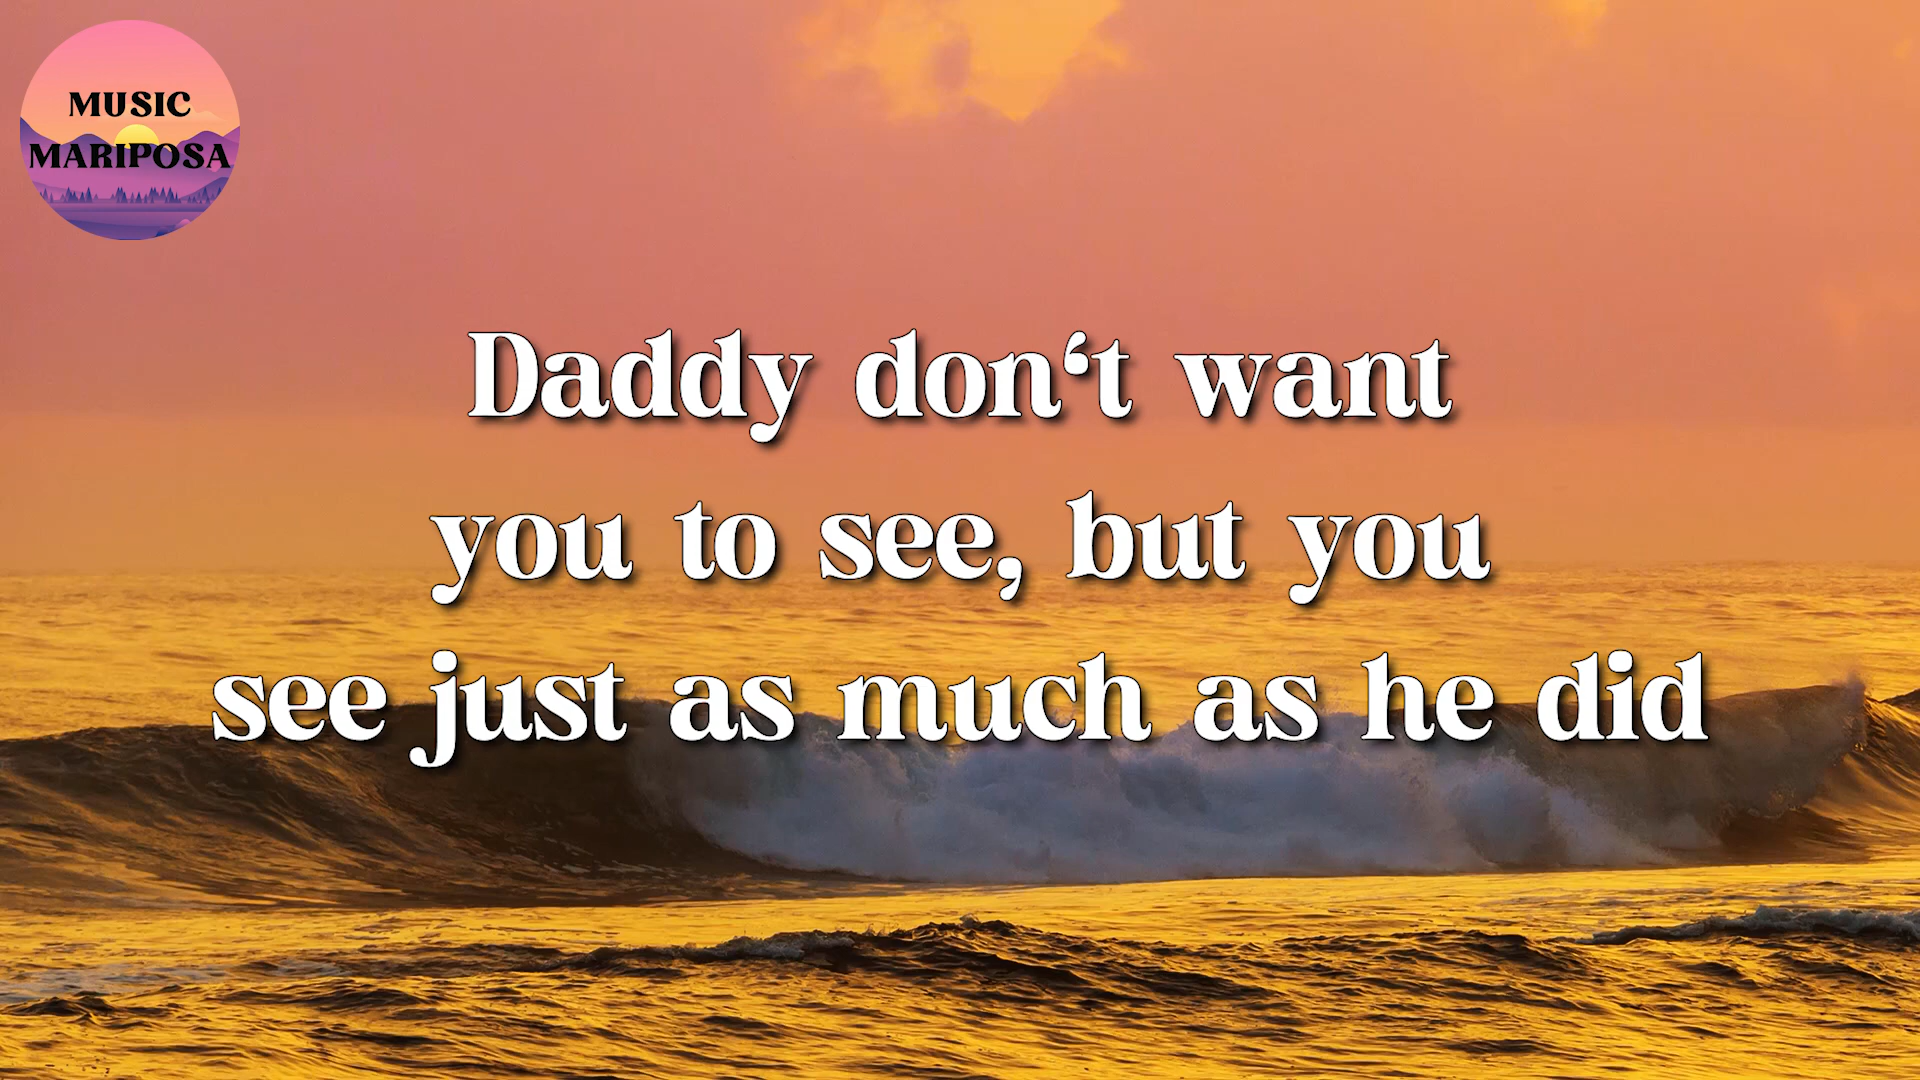 MUSIC
MARIPOSA
Daddy don‘t want
you to see, but you
see just as much as he did